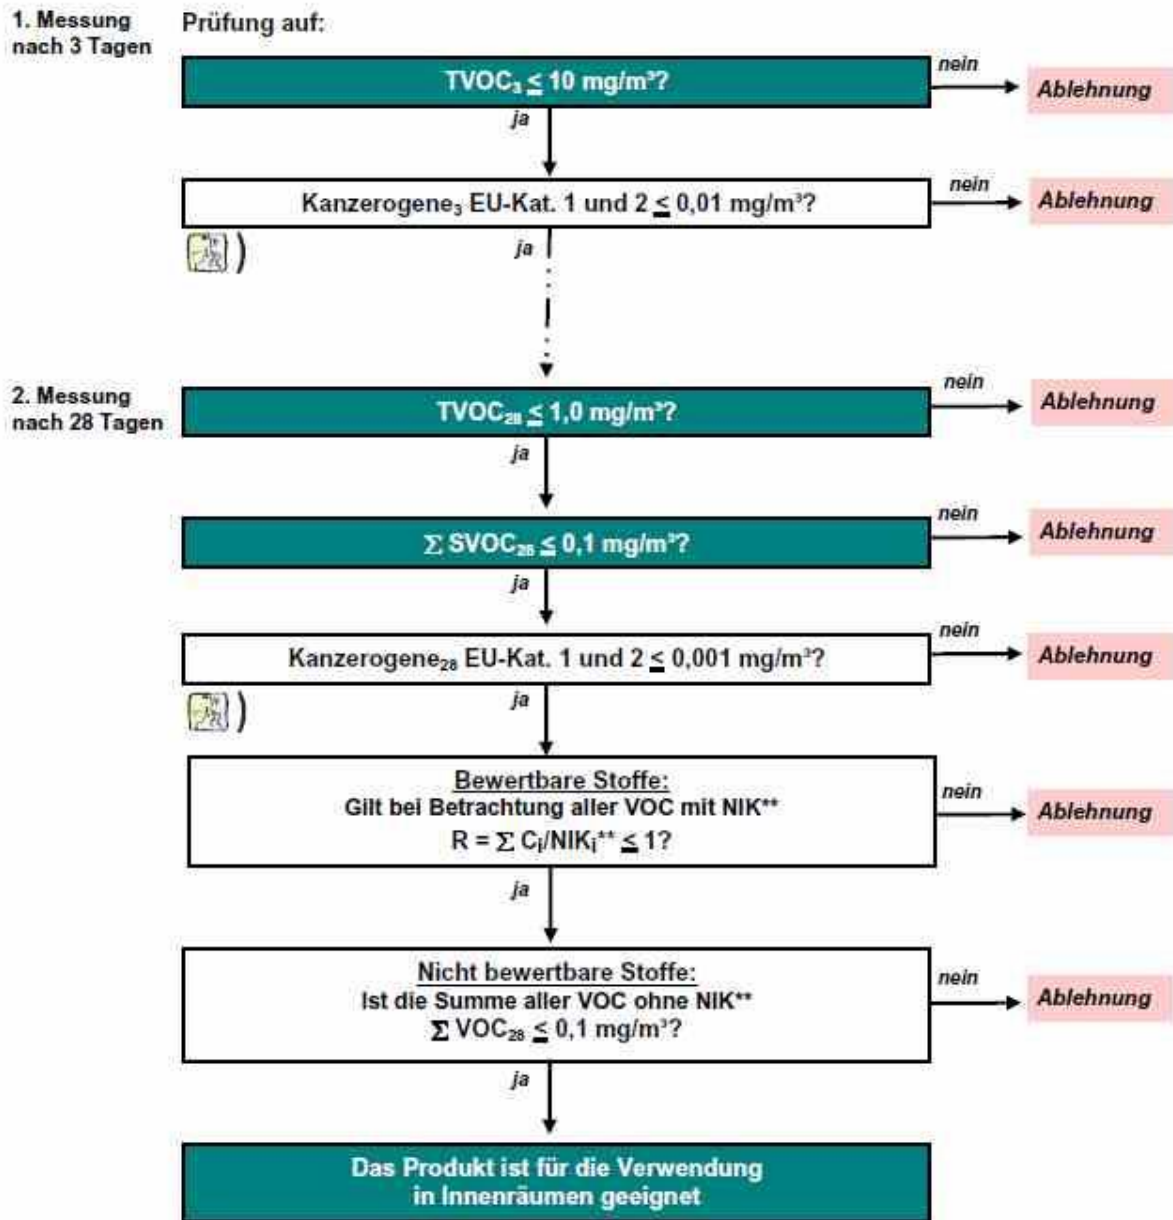 1. Messung
nach 3 Tagen
Prüfung auf:
TVOC₃ ≤ 10 mg/m³?
nein
Ablehnung
ja
Kanzerogene₃ EU-Kat. 1 und 2 ≤ 0,01 mg/m³?
nein
Ablehnung
)
ja
2. Messung
nach 28 Tagen
TVOC₂₈ ≤ 1,0 mg/m³?
nein
Ablehnung
ja
Σ SVOC₂₈ ≤ 0,1 mg/m³?
nein
Ablehnung
ja
Kanzerogene₂₈ EU-Kat. 1 und 2 ≤ 0,001 mg/m³?
nein
Ablehnung
)
ja
Bewertbare Stoffe:
Gilt bei Betrachtung aller VOC mit NIK**
R = Σ Cᵢ/NIKᵢ** ≤ 1?
nein
Ablehnung
ja
Nicht bewertbare Stoffe:
Ist die Summe aller VOC ohne NIK**
Σ VOC₂₈ ≤ 0,1 mg/m³?
nein
Ablehnung
ja
Das Produkt ist für die Verwendung
in Innenräumen geeignet